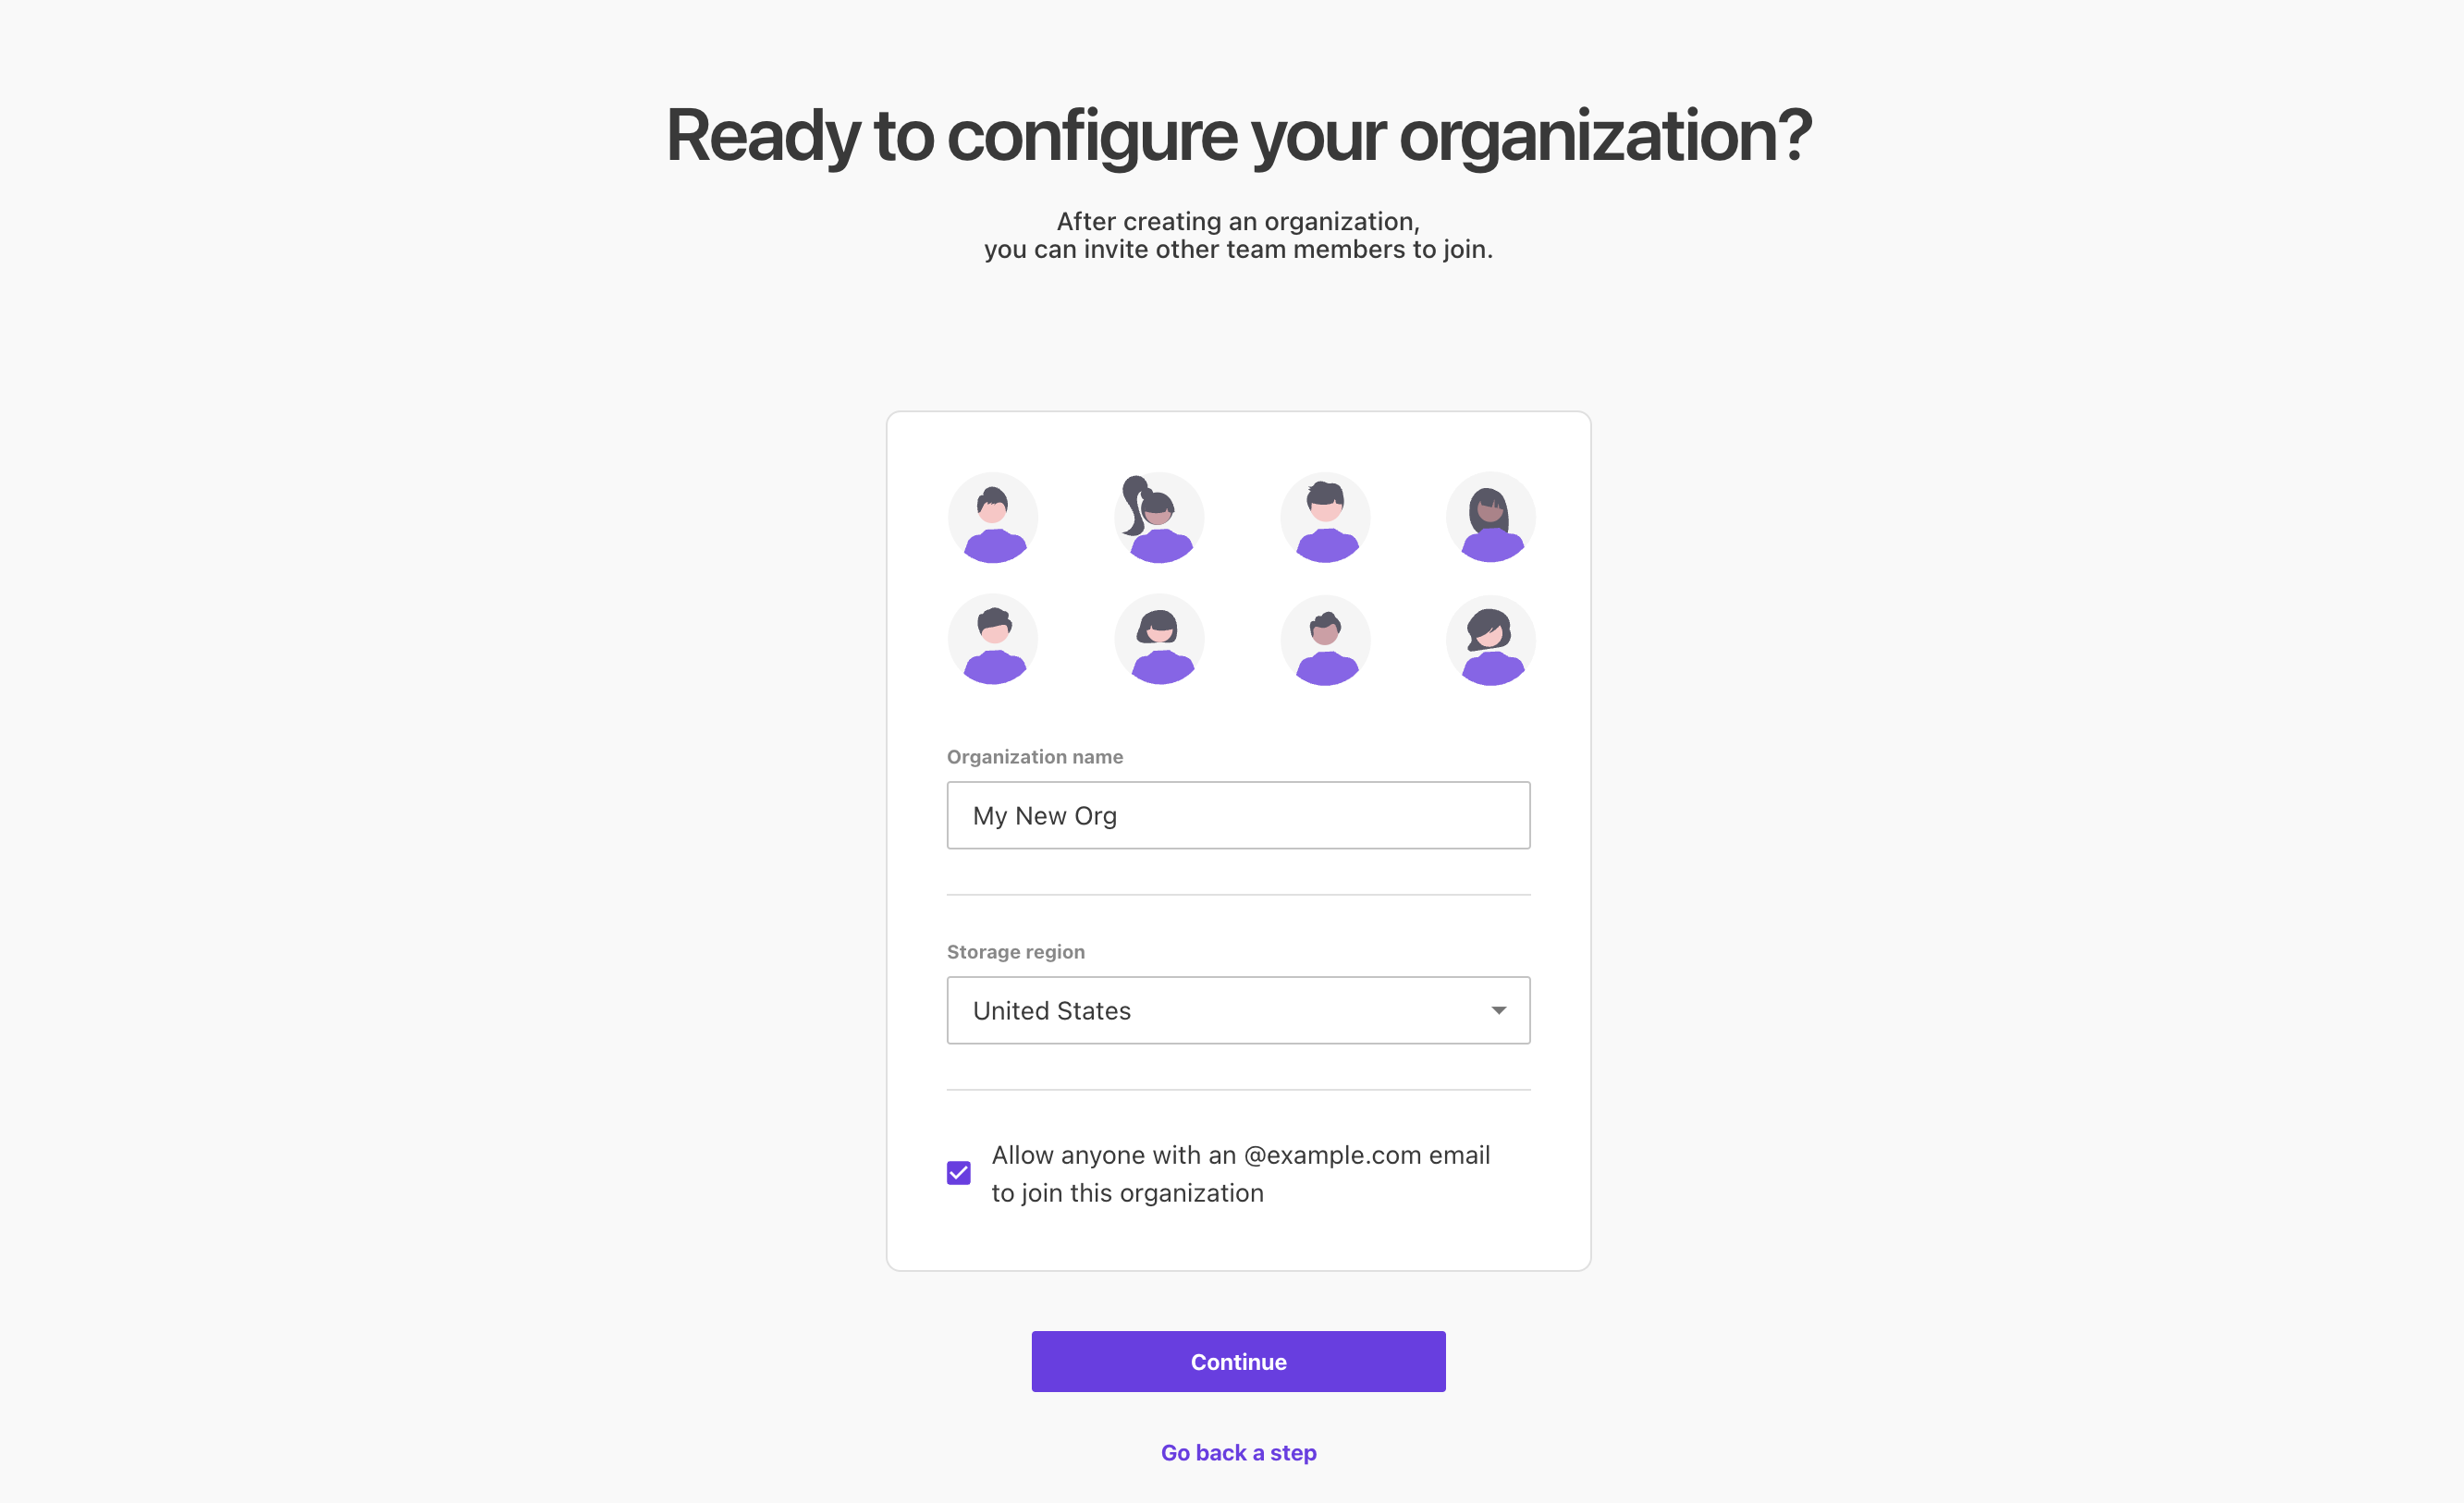 Ready to configure your organization?
After creating an organization,
you can invite other team members to join.
Organization name
My New Org
Storage region
United States
Allow anyone with an @example.com email
to join this organization
Continue
Go back a step